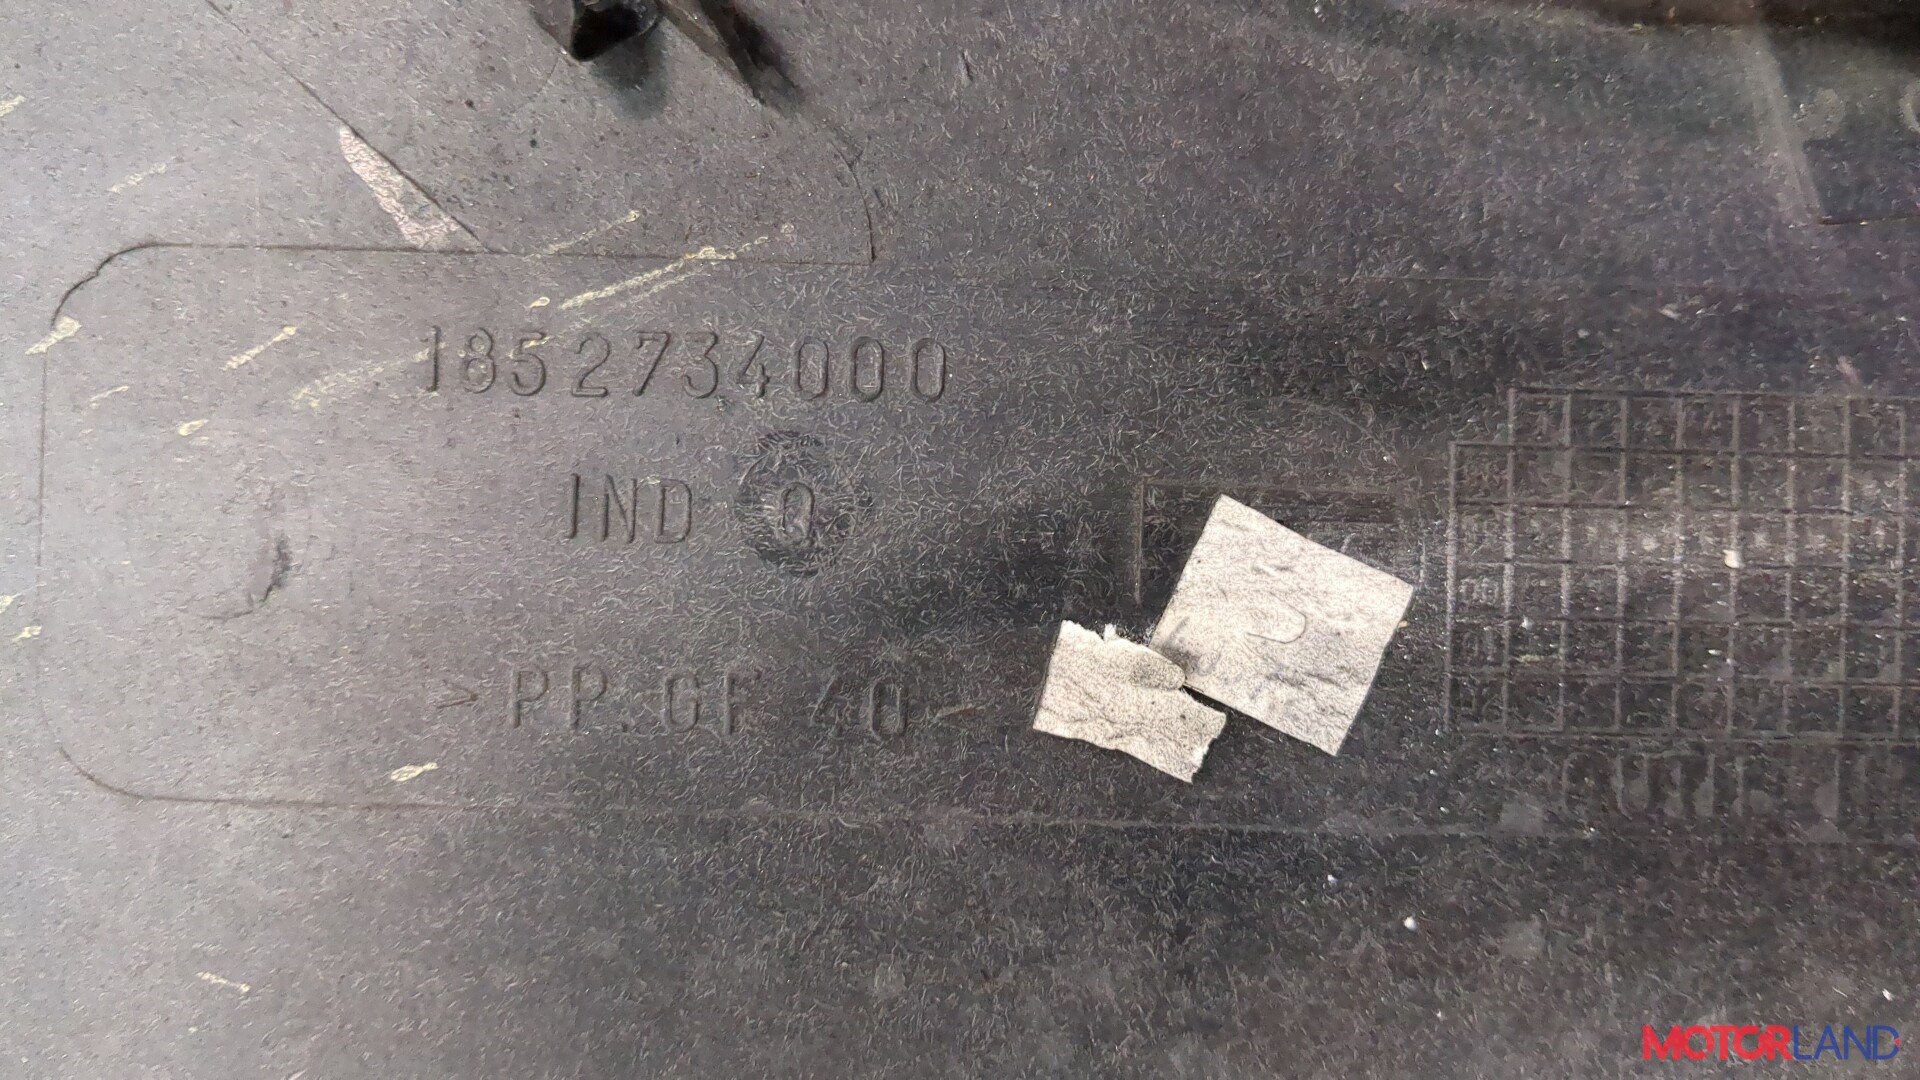 1852734000
IND Q
>PP.GF 40
MOTORLAND